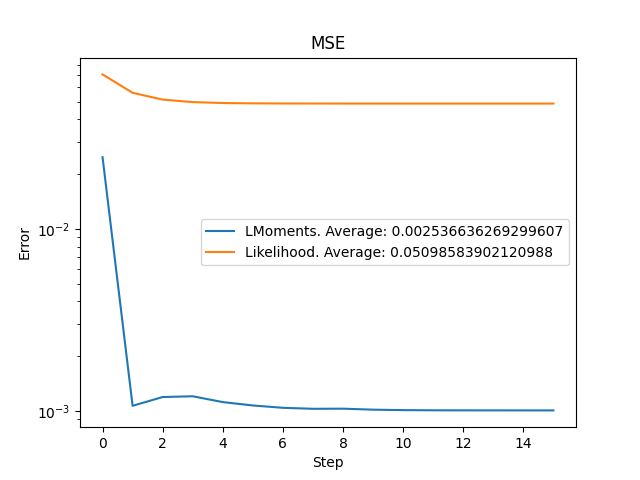 MSE
Error
10⁻²
10⁻³
LMoments. Average: 0.002536636269299607
Likelihood. Average: 0.05098583902120988
0 2 4 6 8 10 12 14
Step